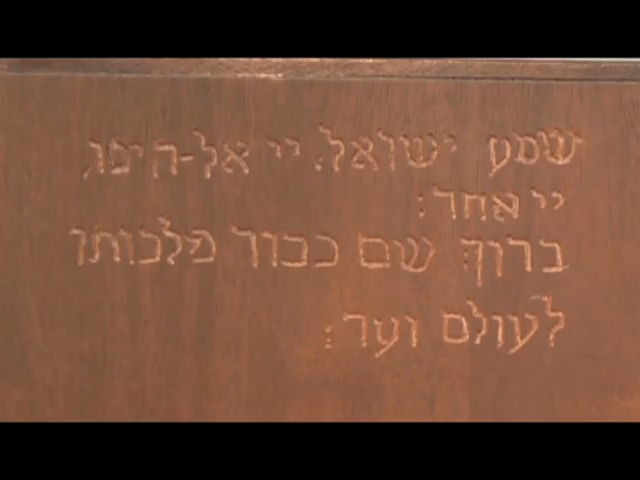 שמע ישראל. יי אל-הינו
יי אחד:
ברוך שם כבוד מלכותו
לעולם ועד: